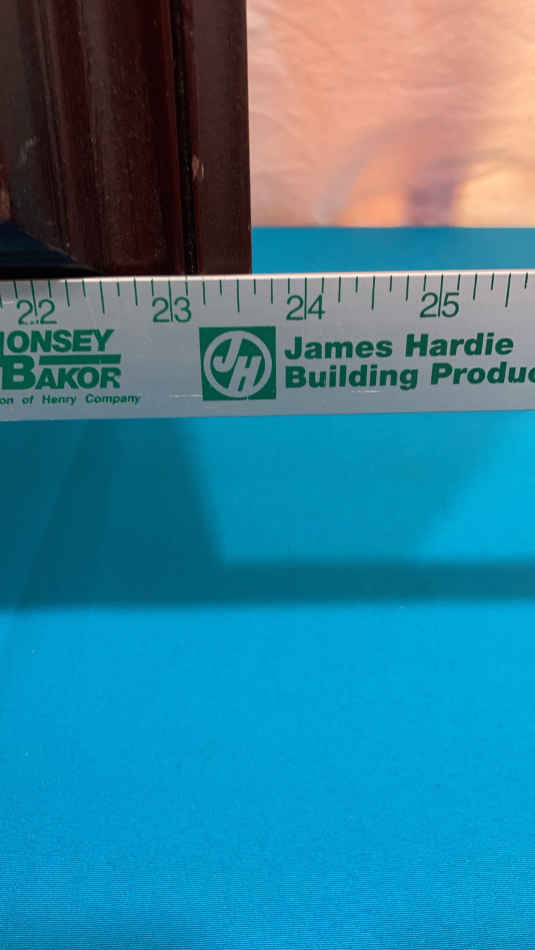 22 23 24 25
ONSEY
BAKOR
on of Henry Company
JH
James Hardie
Building Produc